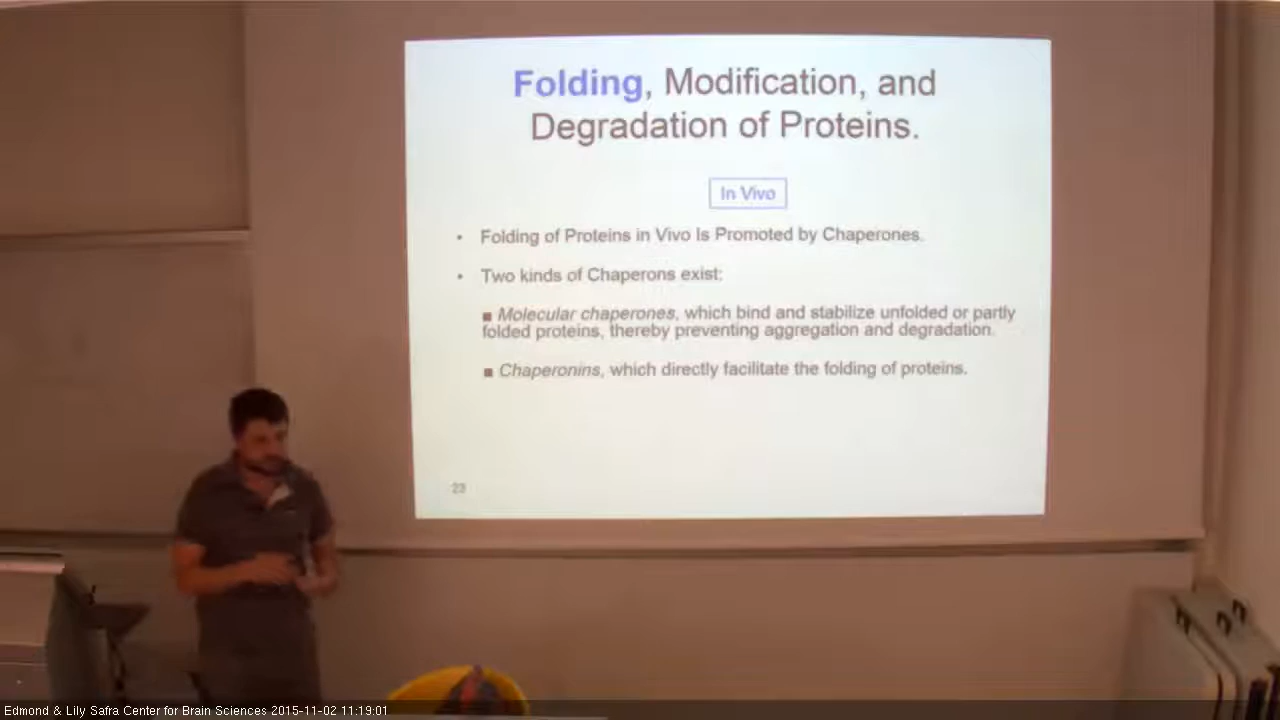 Folding, Modification, and
Degradation of Proteins.
In Vivo
• Folding of Proteins in Vivo Is Promoted by Chaperones.
• Two kinds of Chaperons exist:
■ Molecular chaperones, which bind and stabilize unfolded or partly
folded proteins, thereby preventing aggregation and degradation.
■ Chaperonins, which directly facilitate the folding of proteins.
23
Edmond & Lily Safra Center for Brain Sciences 2015-11-02 11:19:01